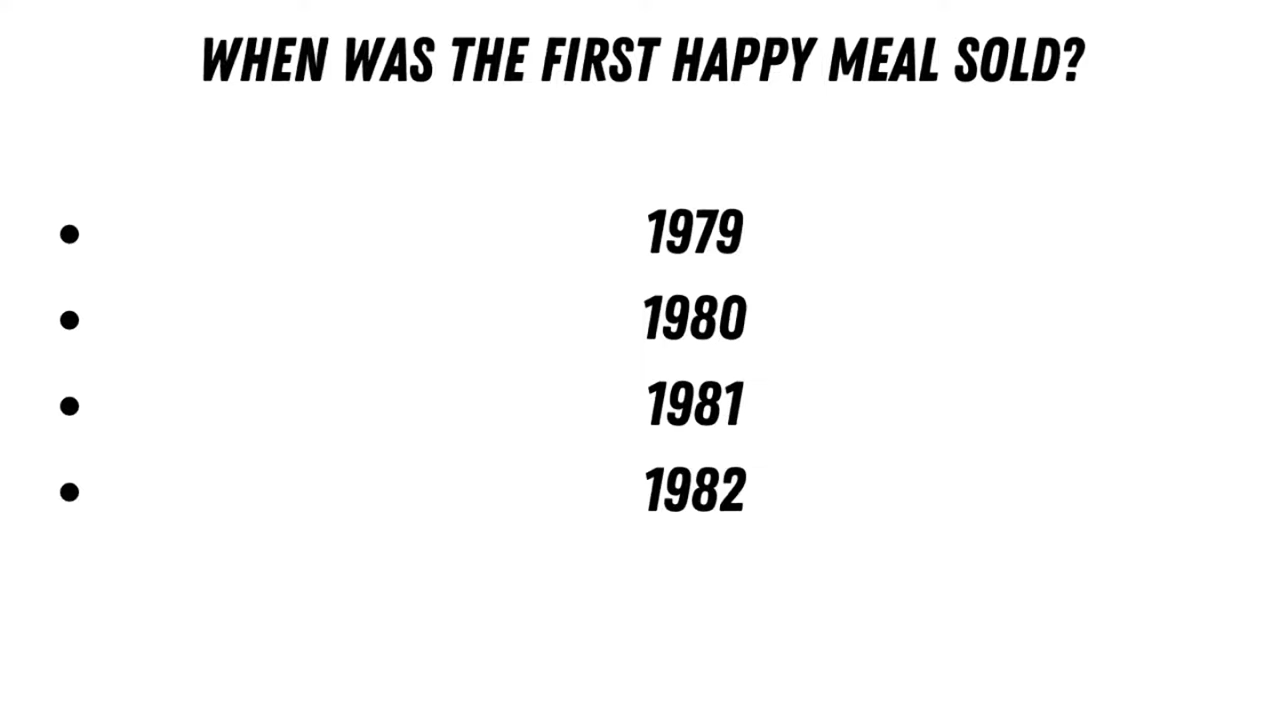 WHEN WAS THE FIRST HAPPY MEAL SOLD?
• 1979
• 1980
• 1981
• 1982